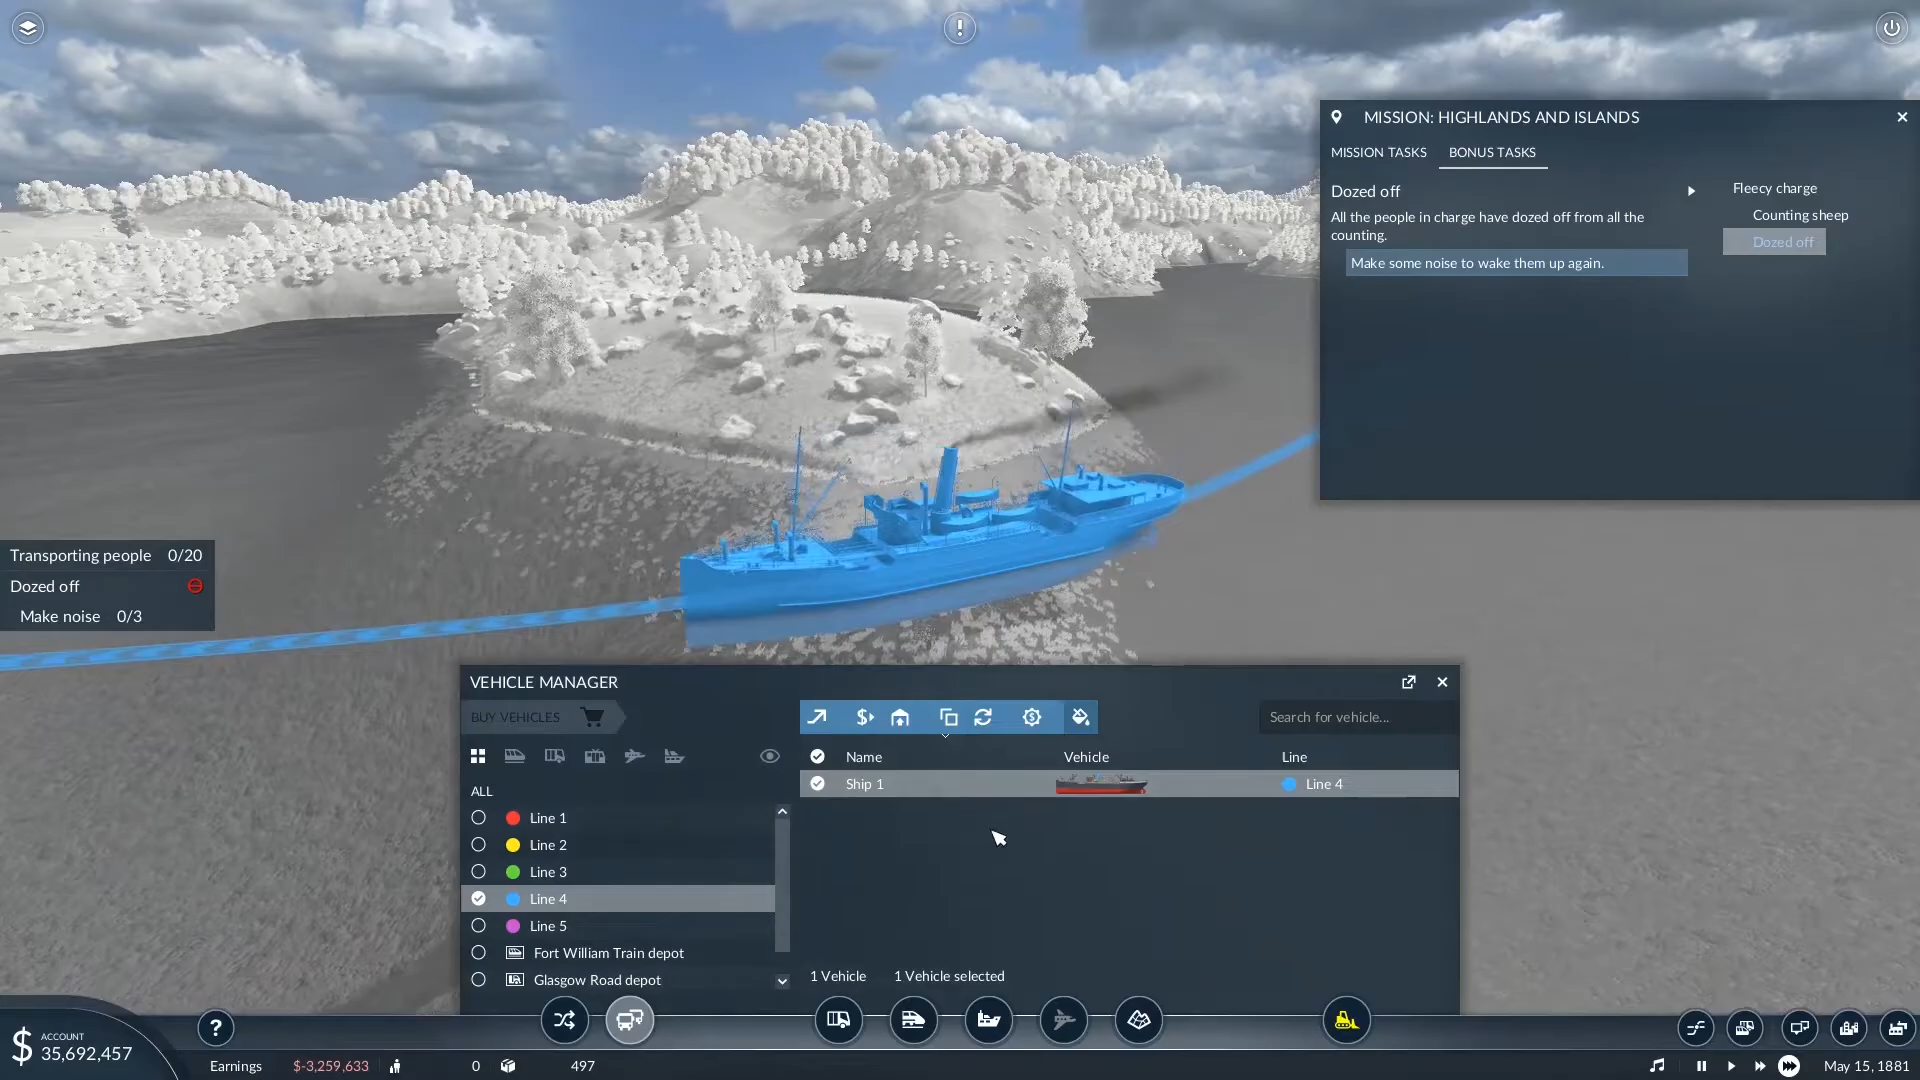 MISSION: HIGHLANDS AND ISLANDS
MISSION TASKS BONUS TASKS
Dozed off
All the people in charge have dozed off from all the
counting.
Make some noise to wake them up again.
Fleecy charge
Counting sheep
Dozed off
Transporting people 0/20
Dozed off
Make noise 0/3
VEHICLE MANAGER
BUY VEHICLES
Search for vehicle...
ALL
Line 1
Line 2
Line 3
Line 4
Line 5
Fort William Train depot
Glasgow Road depot
Name Vehicle Line
Ship 1 Line 4
1 Vehicle 1 Vehicle selected
?
$ ACCOUNT
35,692,457
Earnings $-3,259,633 0 497
May 15, 1881